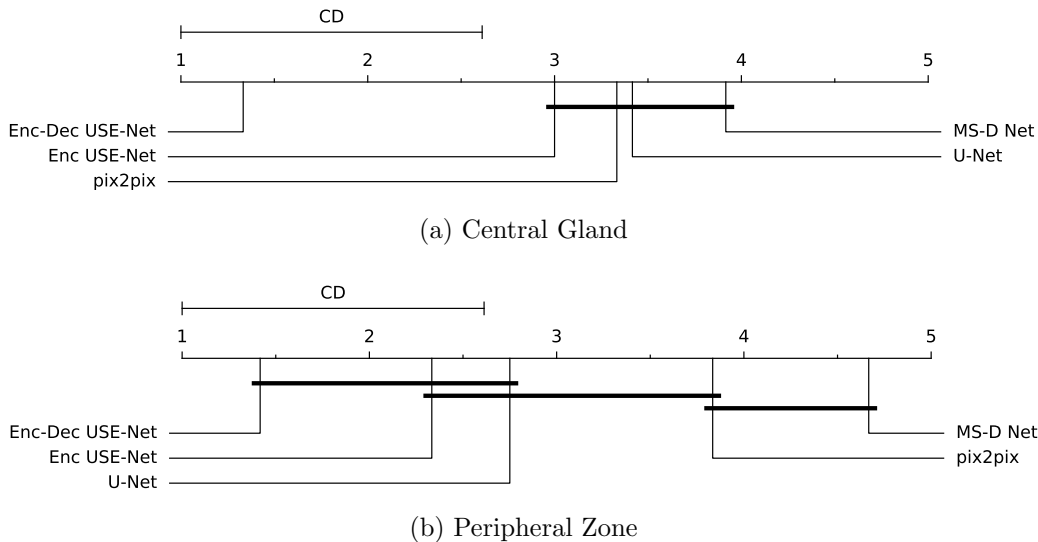 CD
1 2 3 4 5
Enc-Dec USE-Net MS-D Net
Enc USE-Net U-Net
pix2pix
(a) Central Gland
CD
1 2 3 4 5
Enc-Dec USE-Net MS-D Net
Enc USE-Net pix2pix
U-Net
(b) Peripheral Zone